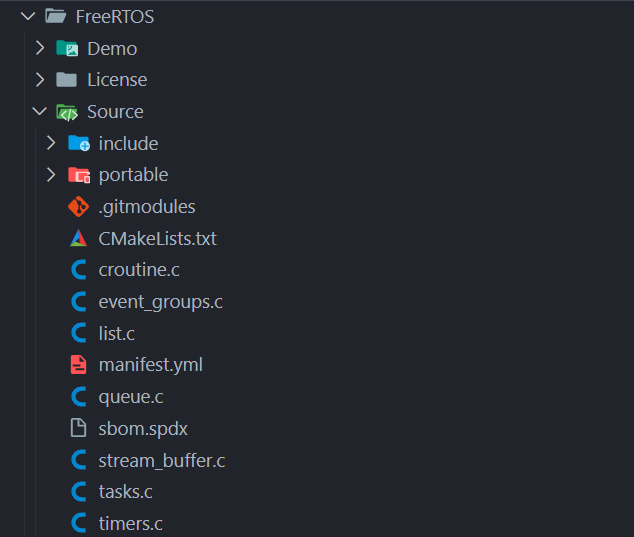 FreeRTOS
Demo
License
Source
include
portable
.gitmodules
CMakeLists.txt
croutine.c
event_groups.c
list.c
manifest.yml
queue.c
sbom.spdx
stream_buffer.c
tasks.c
timers.c